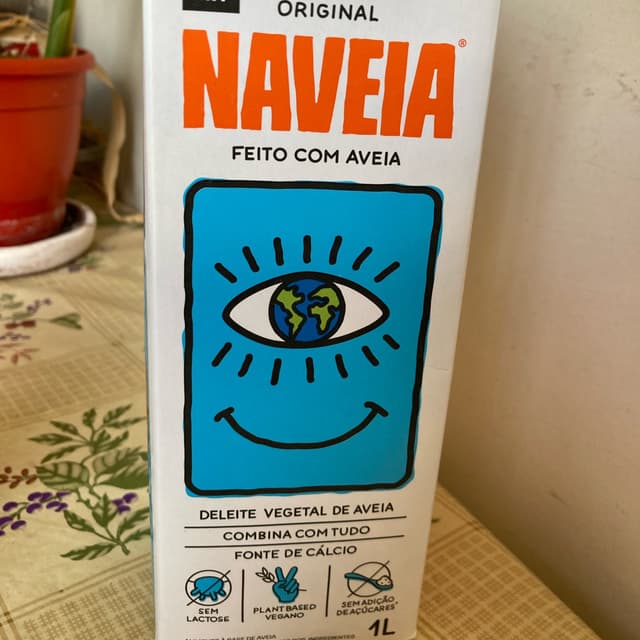 ORIGINAL
NAVEIA®
FEITO COM AVEIA
DELEITE VEGETAL DE AVEIA
COMBINA COM TUDO
FONTE DE CÁLCIO
SEM
LACTOSE
PLANT BASED
VEGANO
SEM ADIÇÃO
DE AÇÚCARES*
1L